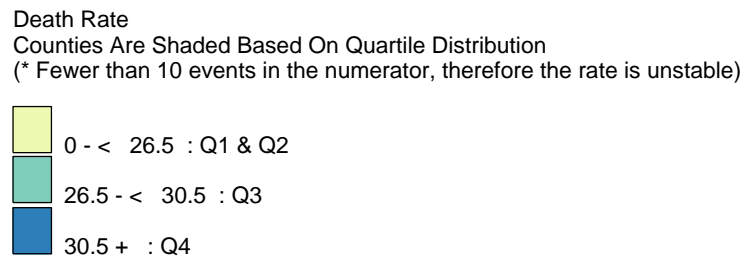 Death Rate
Counties Are Shaded Based On Quartile Distribution
(* Fewer than 10 events in the numerator, therefore the rate is unstable)
0 - < 26.5 : Q1 & Q2
26.5 - < 30.5 : Q3
30.5 + : Q4